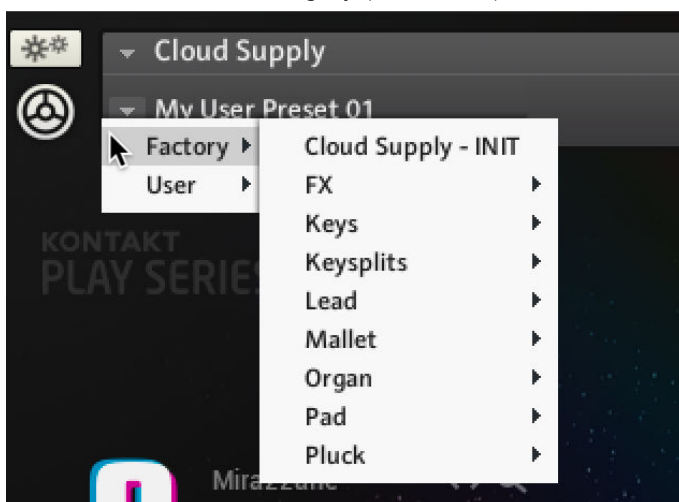 Cloud Supply
My User Preset 01
Factory
User
Cloud Supply - INIT
FX
Keys
Keysplits
Lead
Mallet
Organ
Pad
Pluck
KONTAKT
PLAY SERIES